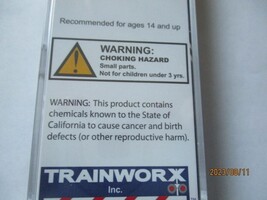 Recommended for ages 14 and up
WARNING:
CHOKING HAZARD
Small parts.
Not for children under 3 yrs.
WARNING: This product contains
chemicals known to the State of
California to cause cancer and birth
defects (or other reproductive harm).
TRAINWORX
Inc.
2023/08/11